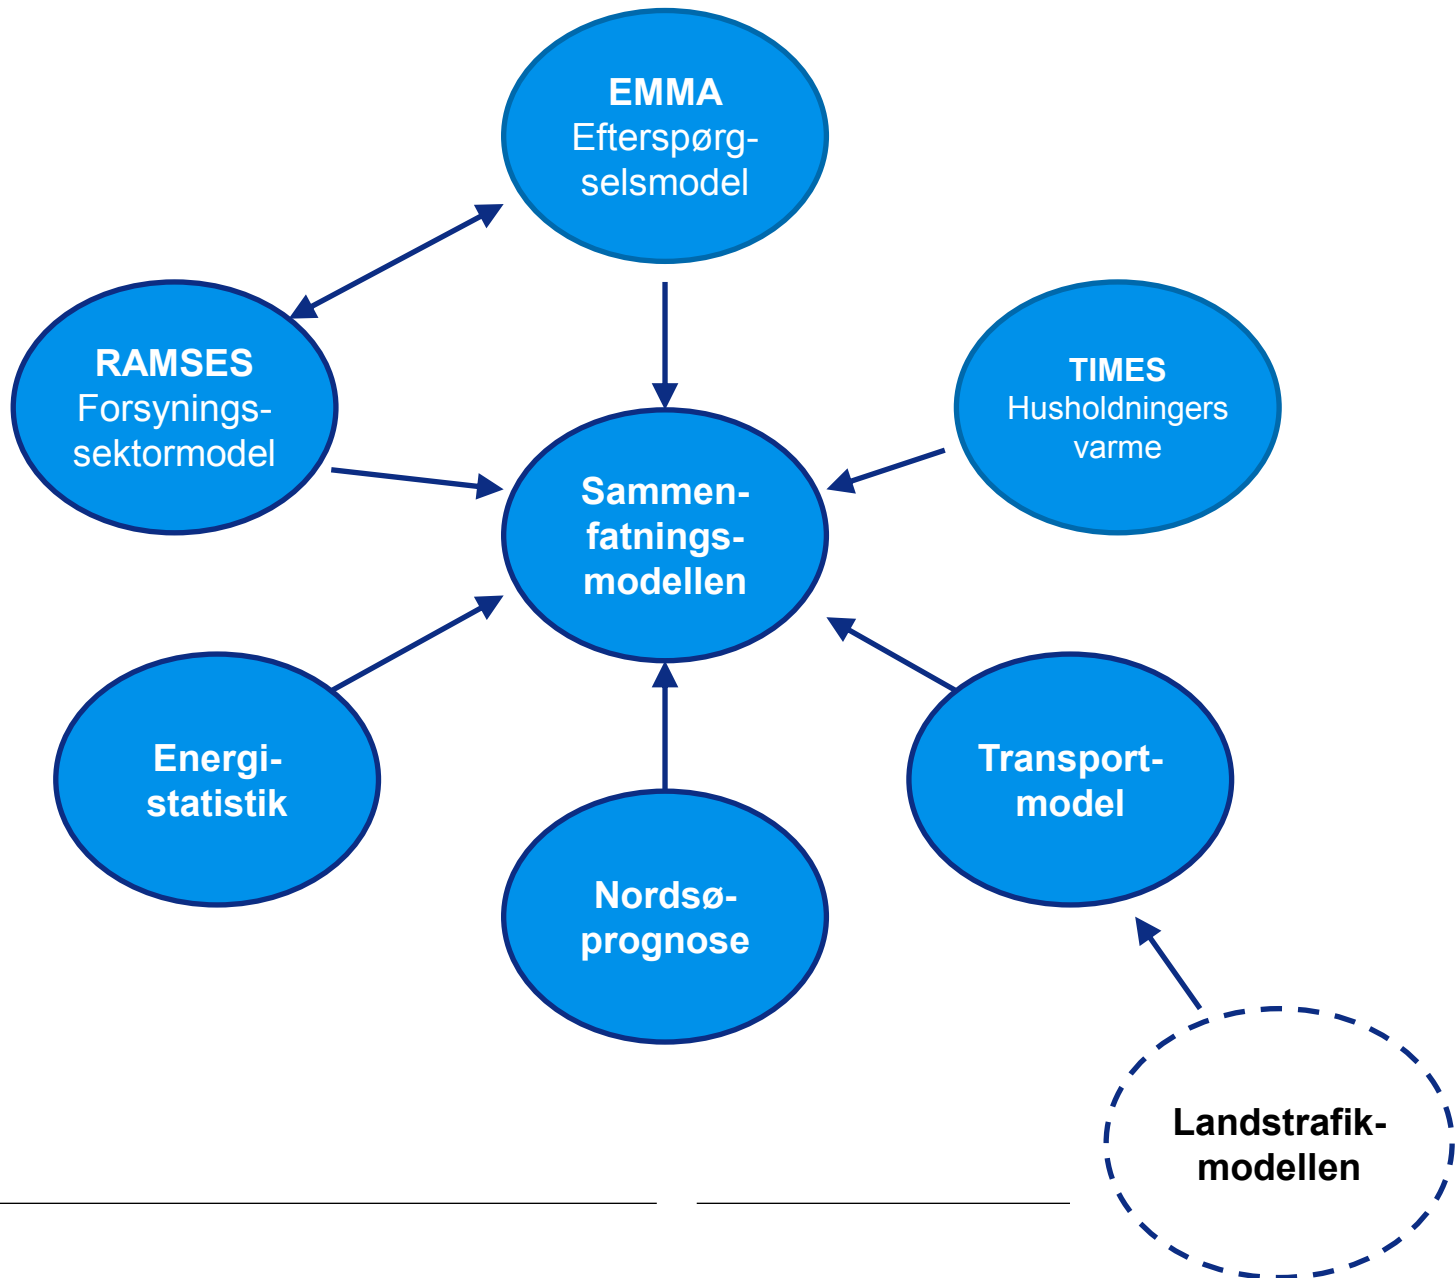 EMMA
Efterspørg-
selsmodel
RAMSES
Forsynings-
sektormodel
TIMES
Husholdningers
varme
Sammen-
fatnings-
modellen
Energi-
statistik
Transport-
model
Nordsø-
prognose
Landstrafik-
modellen